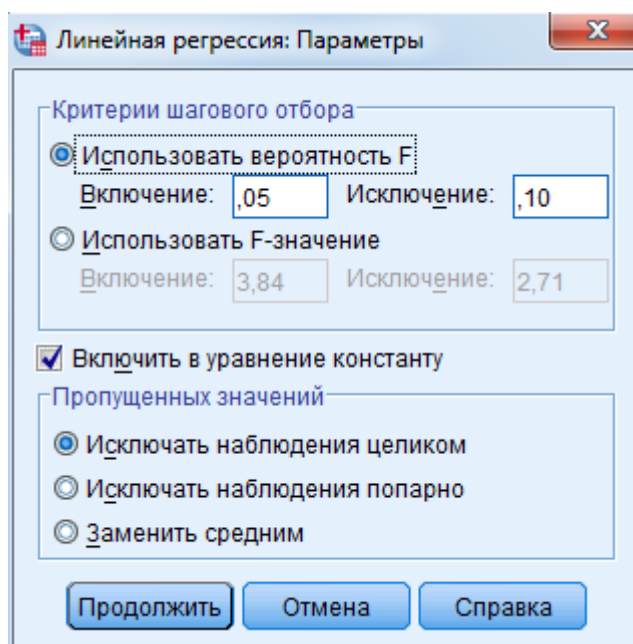 Линейная регрессия: Параметры
Критерии шагового отбора
Использовать вероятность F
Включение: ,05 Исключение: ,10
Использовать F-значение
Включение: 3,84 Исключение: 2,71
Включить в уравнение константу
Пропущенных значений
Исключать наблюдения целиком
Исключать наблюдения попарно
Заменить средним
Продолжить Отмена Справка